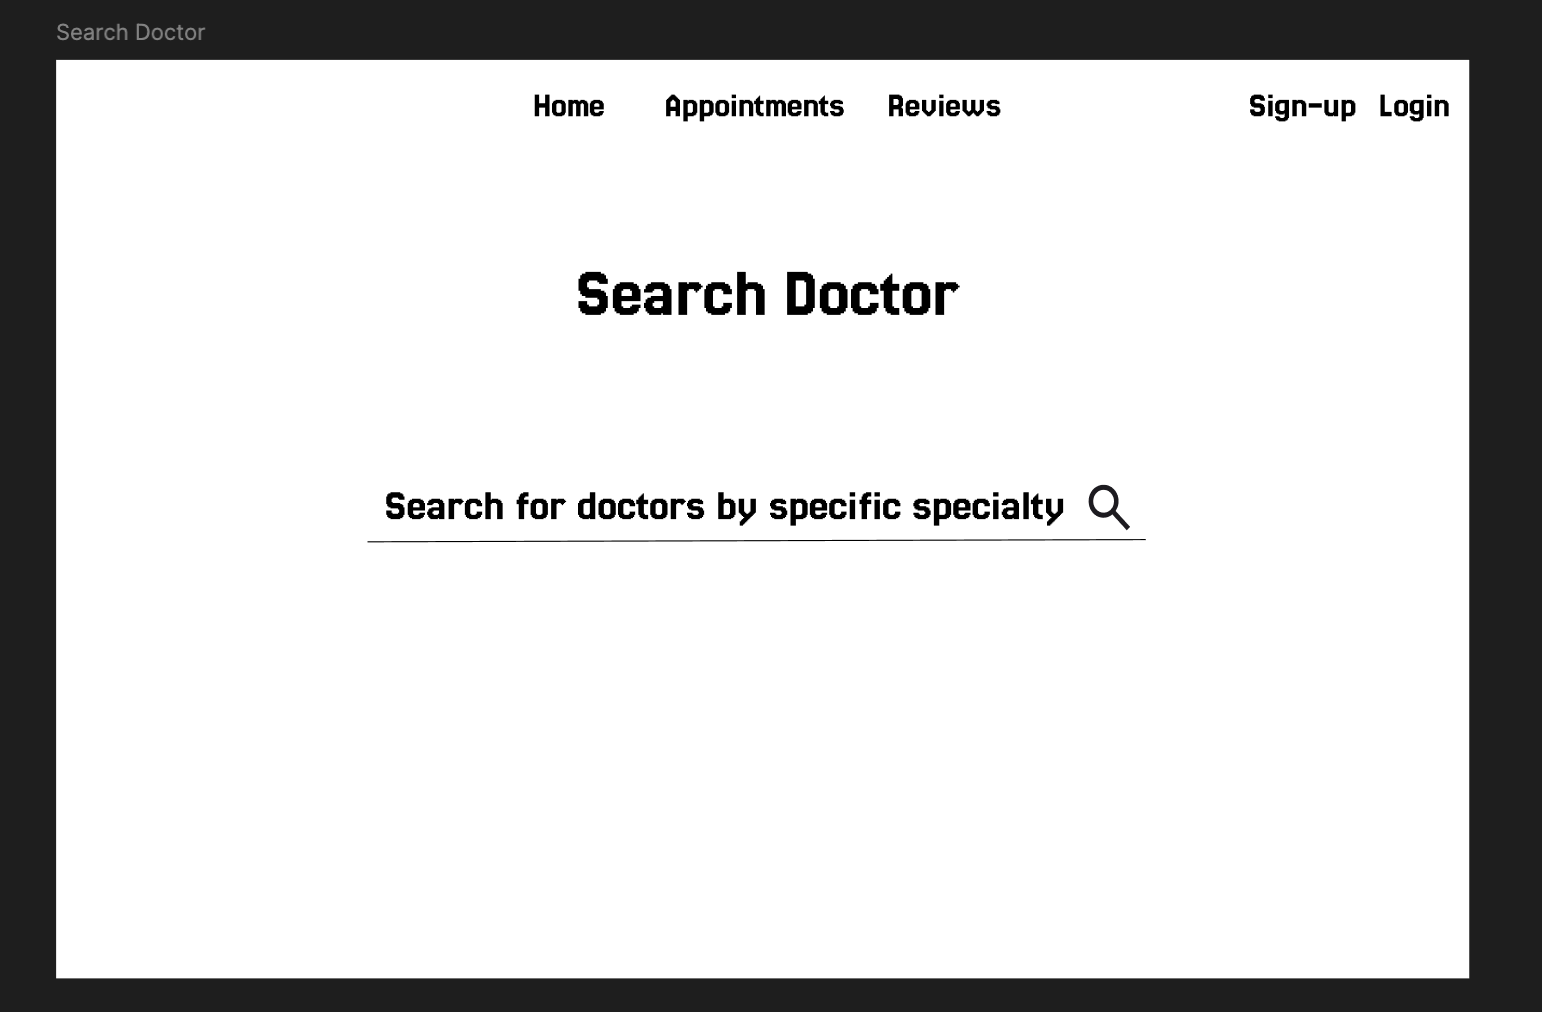 Search Doctor
Home Appointments Reviews Sign-up Login
Search Doctor
Search for doctors by specific specialty